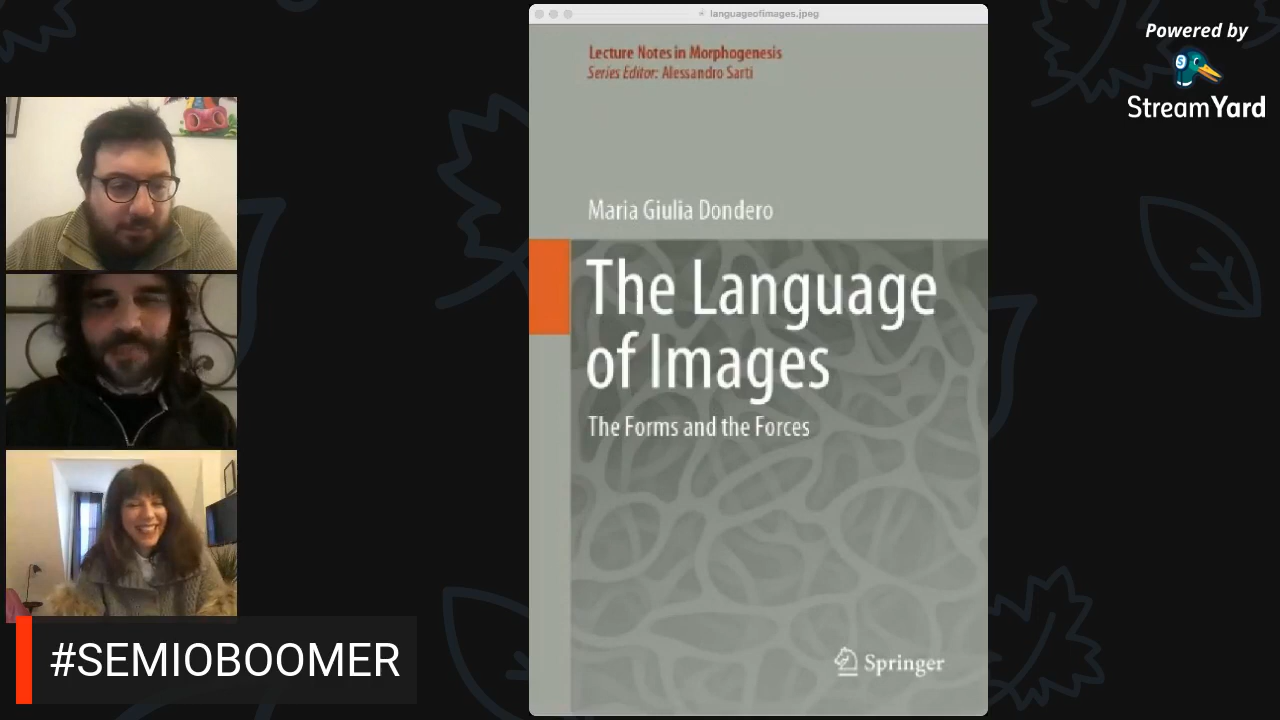 languageofimages.jpeg
Powered by
StreamYard
Lecture Notes in Morphogenesis
Series Editor: Alessandro Sarti
Maria Giulia Dondero
The Language
of Images
The Forms and the Forces
Springer
#SEMIOBOOMER